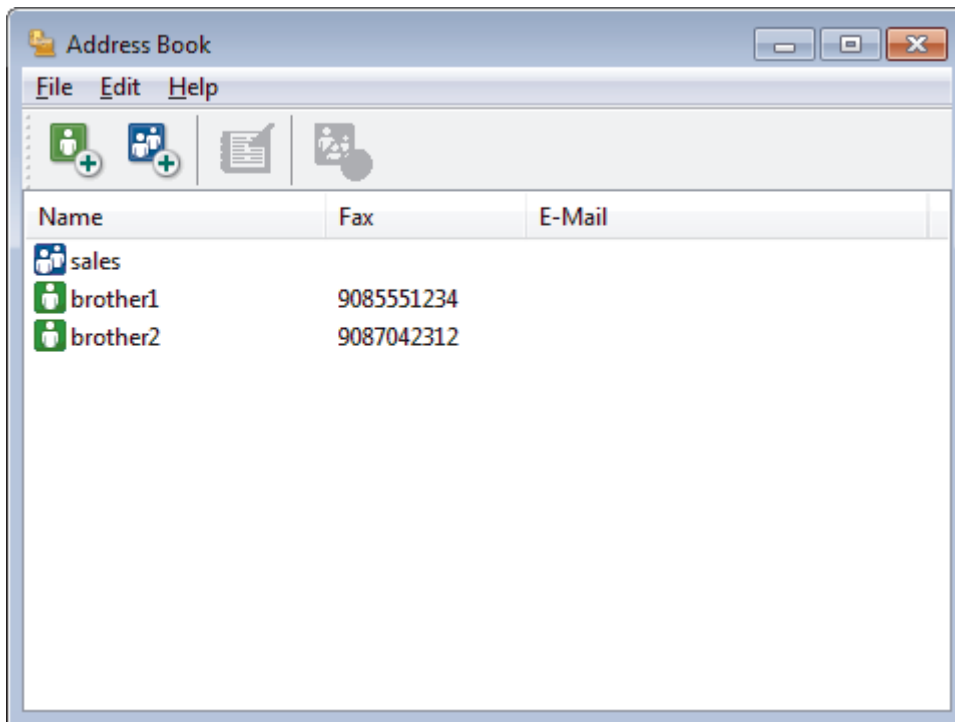 Address Book
File Edit Help
Name Fax E-Mail
sales
brother1 9085551234
brother2 9087042312